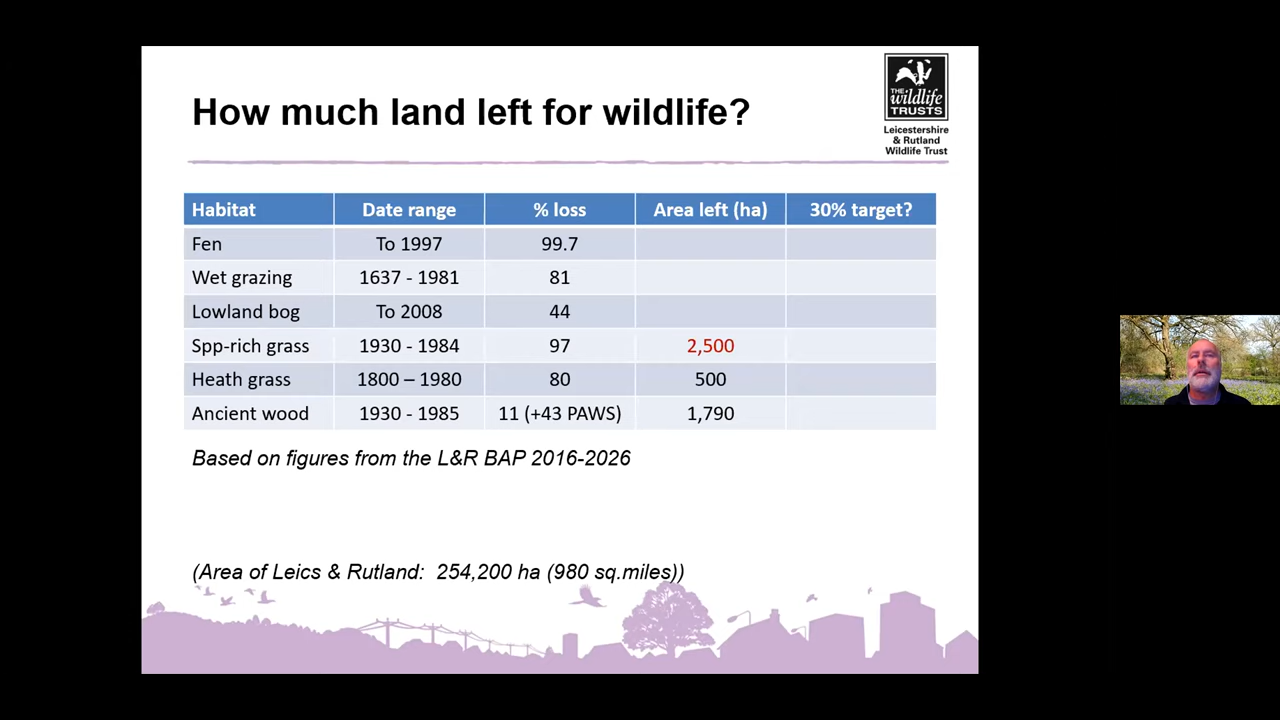 How much land left for wildlife?
THE
wildlife
TRUSTS
Leicestershire
& Rutland
Wildlife Trust
Habitat Date range % loss Area left (ha) 30% target?
Fen To 1997 99.7
Wet grazing 1637 - 1981 81
Lowland bog To 2008 44
Spp-rich grass 1930 - 1984 97 2,500
Heath grass 1800 – 1980 80 500
Ancient wood 1930 - 1985 11 (+43 PAWS) 1,790
Based on figures from the L&R BAP 2016-2026
(Area of Leics & Rutland: 254,200 ha (980 sq.miles))